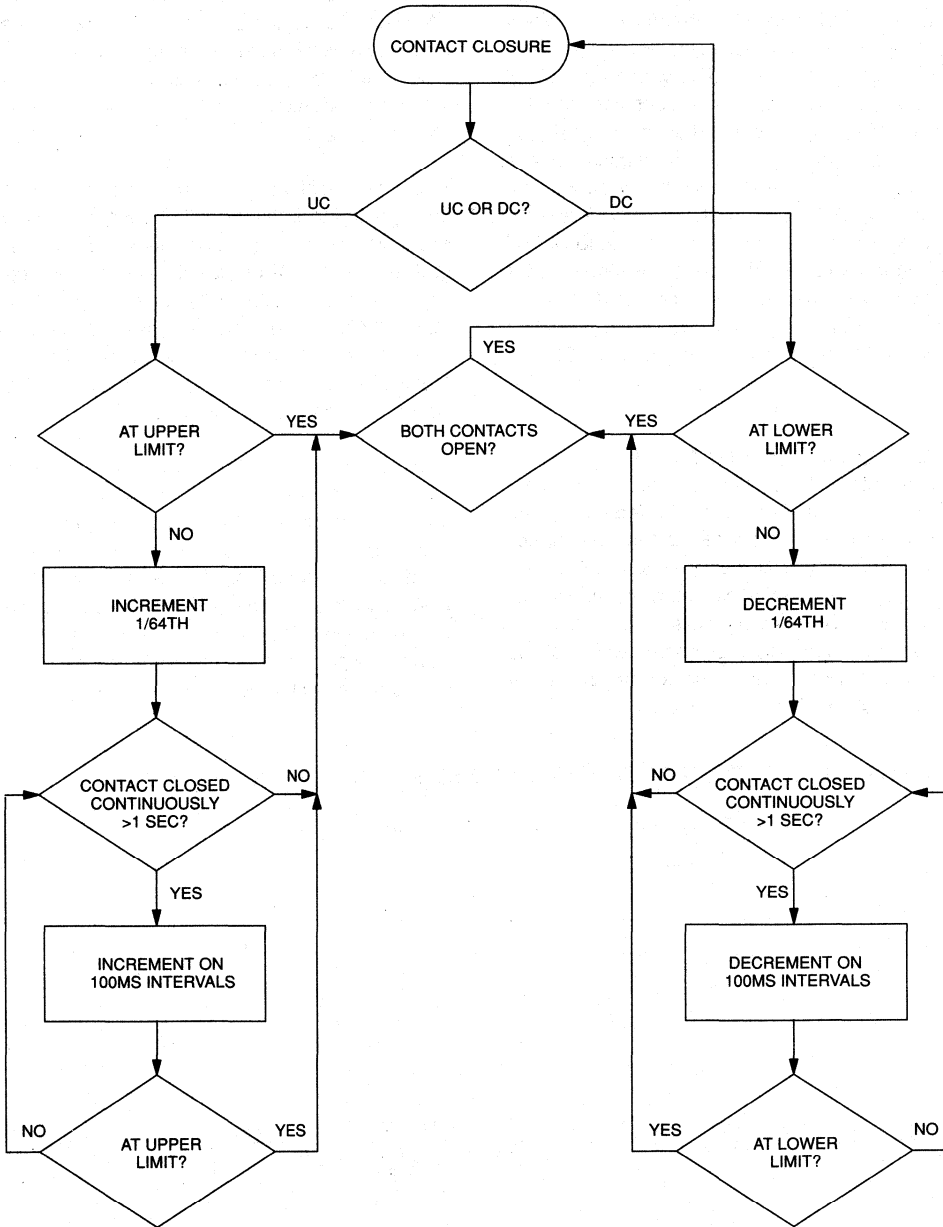 CONTACT CLOSURE
UC OR DC?
UC
DC
YES
AT UPPER
LIMIT?
YES
BOTH CONTACTS
OPEN?
YES
AT LOWER
LIMIT?
NO
NO
INCREMENT
1/64TH
DECREMENT
1/64TH
CONTACT CLOSED
CONTINUOUSLY
>1 SEC?
NO
NO
CONTACT CLOSED
CONTINUOUSLY
>1 SEC?
YES
YES
INCREMENT ON
100MS INTERVALS
DECREMENT ON
100MS INTERVALS
NO
AT UPPER
LIMIT?
YES
YES
AT LOWER
LIMIT?
NO